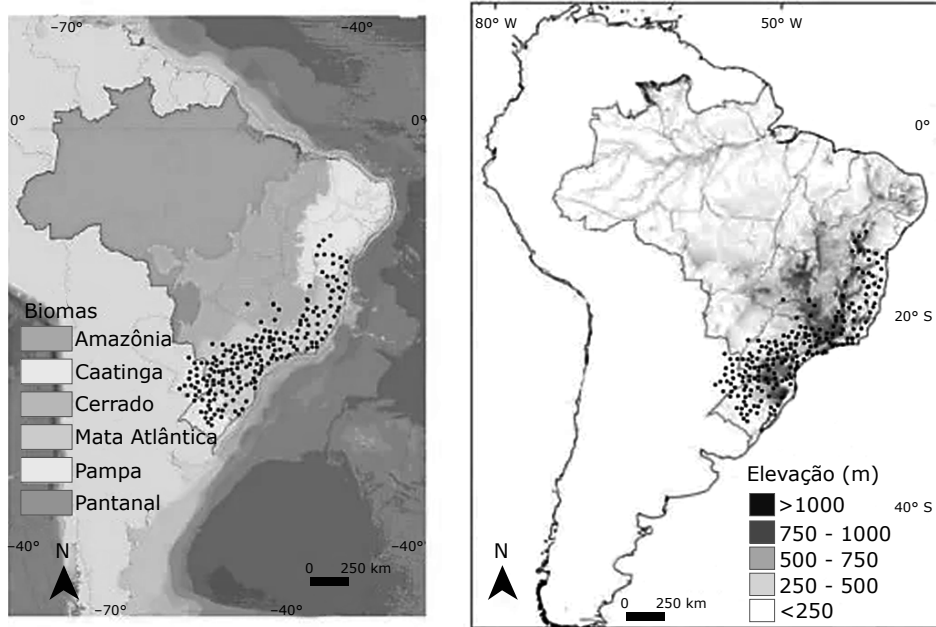 −70°
−40°
0°
Biomas
Amazônia
Caatinga
Cerrado
Mata Atlântica
Pampa
Pantanal
−40°
N
0
250 km
−40°
−70°
−40°
80° W
50° W
0°
20° S
40° S
Elevação (m)
>1000
750 - 1000
500 - 750
250 - 500
<250
N
0
250 km